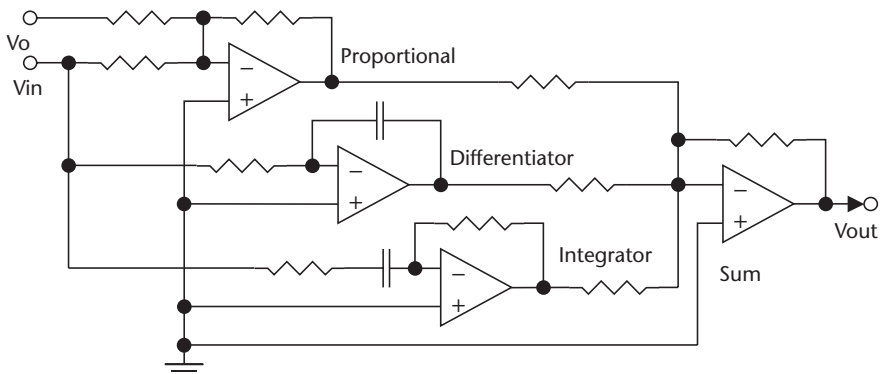 Vo
Vin
Proportional
−
+
Differentiator
−
+
Integrator
−
+
Sum
−
+
Vout